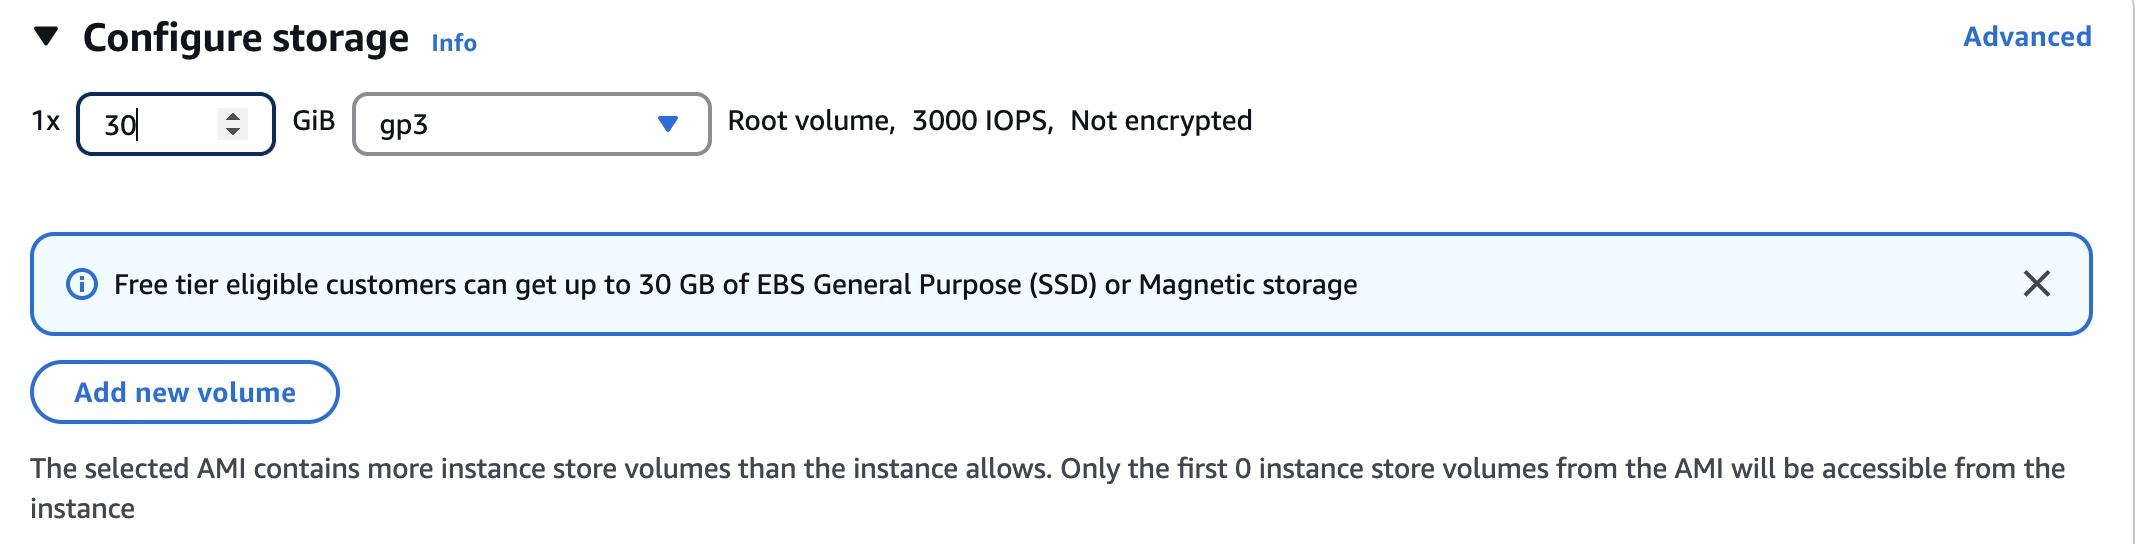 Configure storage Info Advanced
1x 30 GiB gp3 Root volume, 3000 IOPS, Not encrypted
Free tier eligible customers can get up to 30 GB of EBS General Purpose (SSD) or Magnetic storage
Add new volume
The selected AMI contains more instance store volumes than the instance allows. Only the first 0 instance store volumes from the AMI will be accessible from the
instance